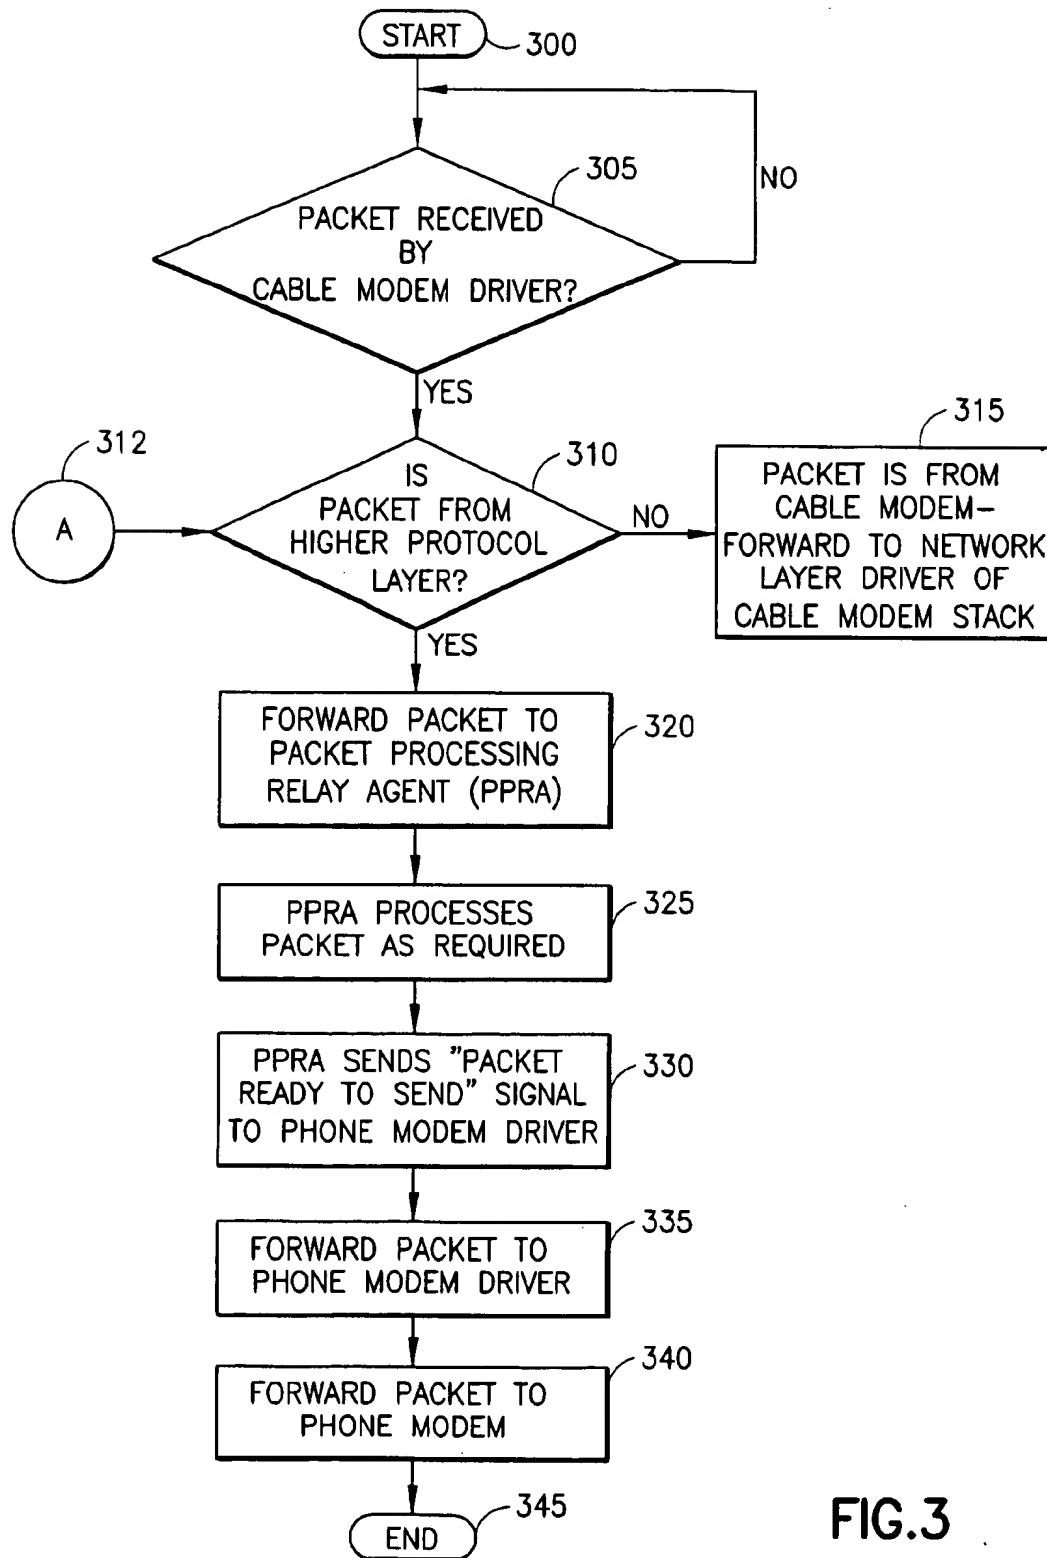 START
300
305
PACKET RECEIVED
BY
CABLE MODEM DRIVER?
NO
YES
312
A
310
IS
PACKET FROM
HIGHER PROTOCOL
LAYER?
NO
315
PACKET IS FROM
CABLE MODEM–
FORWARD TO NETWORK
LAYER DRIVER OF
CABLE MODEM STACK
YES
FORWARD PACKET TO
PACKET PROCESSING
RELAY AGENT (PPRA)
320
PPRA PROCESSES
PACKET AS REQUIRED
325
PPRA SENDS "PACKET
READY TO SEND" SIGNAL
TO PHONE MODEM DRIVER
330
FORWARD PACKET TO
PHONE MODEM DRIVER
335
FORWARD PACKET TO
PHONE MODEM
340
END
345
FIG.3